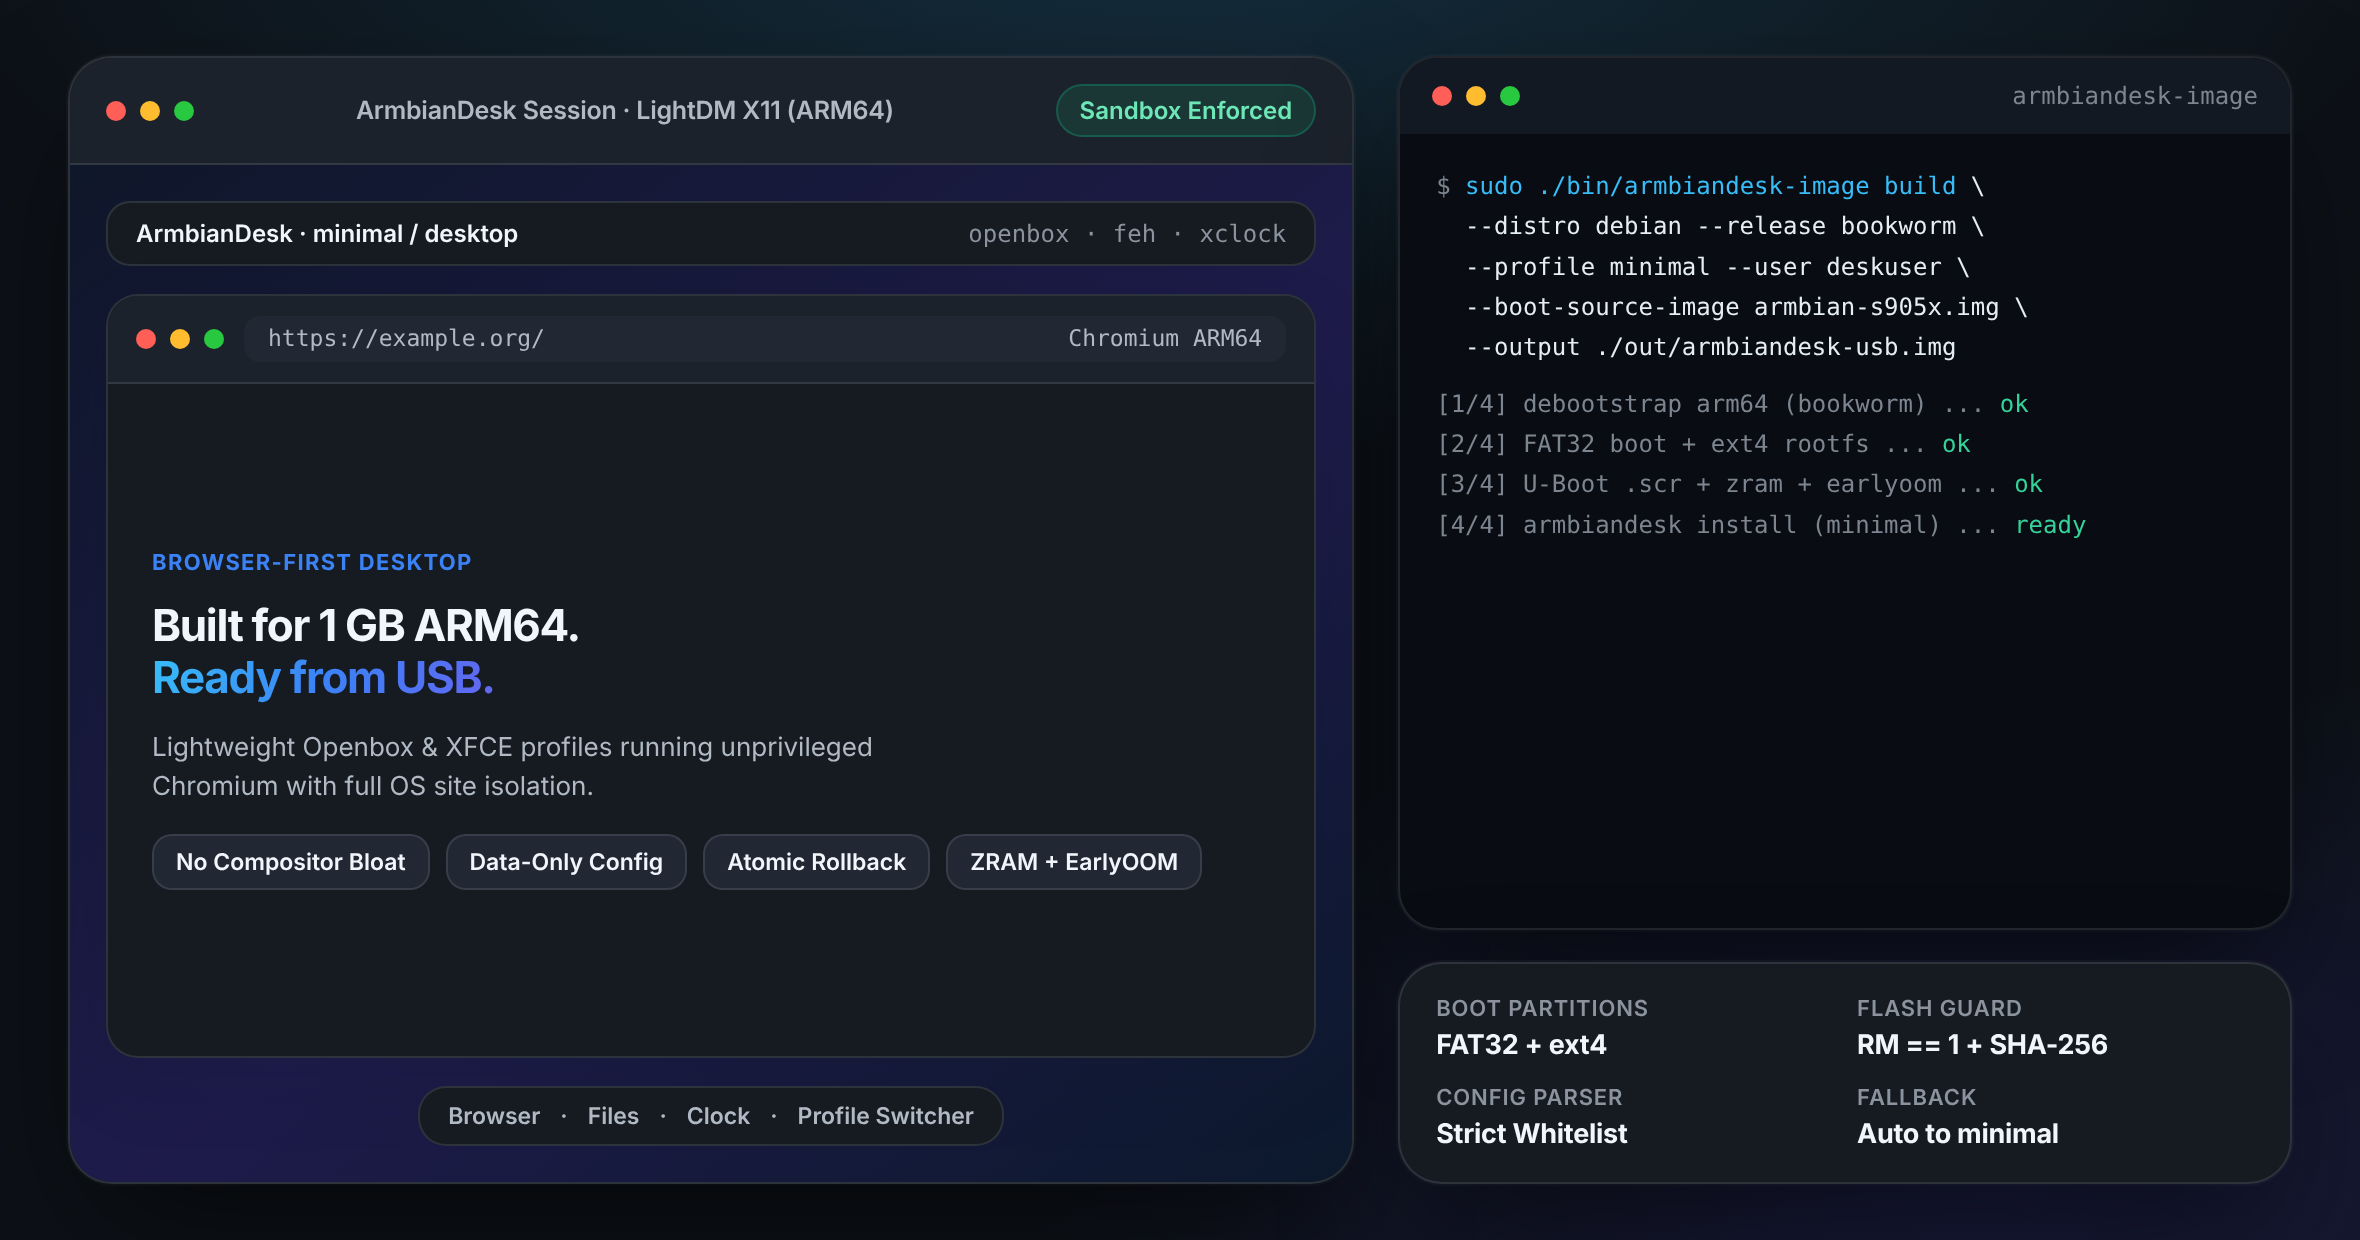 ArmbianDesk Session · LightDM X11 (ARM64)
Sandbox Enforced
ArmbianDesk · minimal / desktop
openbox · feh · xclock
https://example.org/
Chromium ARM64
BROWSER-FIRST DESKTOP
Built for 1 GB ARM64.
Ready from USB.
Lightweight Openbox & XFCE profiles running unprivileged
Chromium with full OS site isolation.
No Compositor Bloat
Data-Only Config
Atomic Rollback
ZRAM + EarlyOOM
Browser · Files · Clock · Profile Switcher
armbiandesk-image
$ sudo ./bin/armbiandesk-image build \
--distro debian --release bookworm \
--profile minimal --user deskuser \
--boot-source-image armbian-s905x.img \
--output ./out/armbiandesk-usb.img
[1/4] debootstrap arm64 (bookworm) ... ok
[2/4] FAT32 boot + ext4 rootfs ... ok
[3/4] U-Boot .scr + zram + earlyoom ... ok
[4/4] armbiandesk install (minimal) ... ready
BOOT PARTITIONS
FAT32 + ext4
FLASH GUARD
RM == 1 + SHA-256
CONFIG PARSER
Strict Whitelist
FALLBACK
Auto to minimal